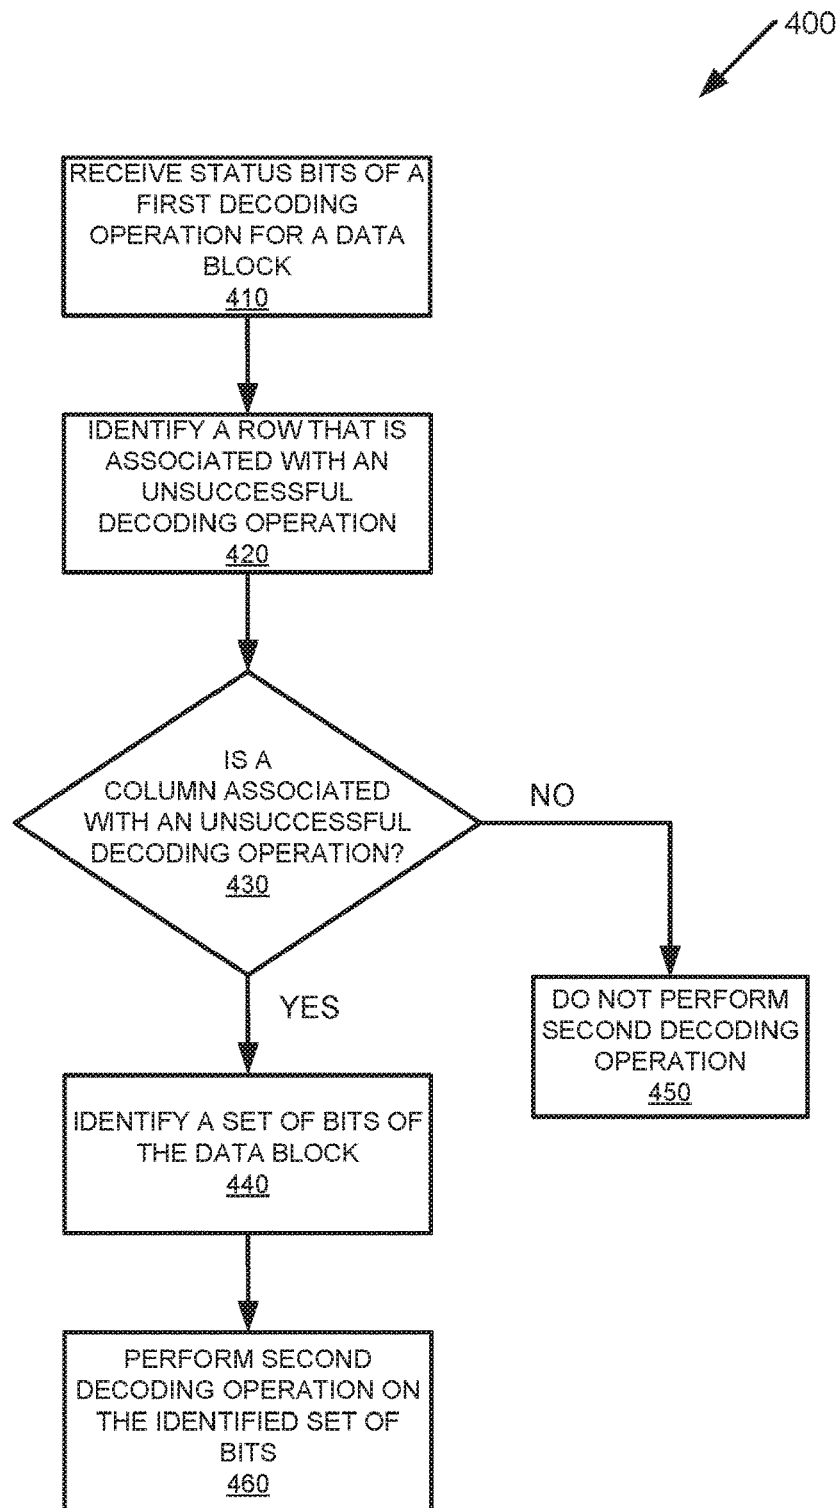 400
RECEIVE STATUS BITS OF A
FIRST DECODING
OPERATION FOR A DATA
BLOCK
410
IDENTIFY A ROW THAT IS
ASSOCIATED WITH AN
UNSUCCESSFUL
DECODING OPERATION
420
IS A
COLUMN ASSOCIATED
WITH AN UNSUCCESSFUL
DECODING OPERATION?
430
NO
YES
DO NOT PERFORM
SECOND DECODING
OPERATION
450
IDENTIFY A SET OF BITS OF
THE DATA BLOCK
440
PERFORM SECOND
DECODING OPERATION ON
THE IDENTIFIED SET OF
BITS
460